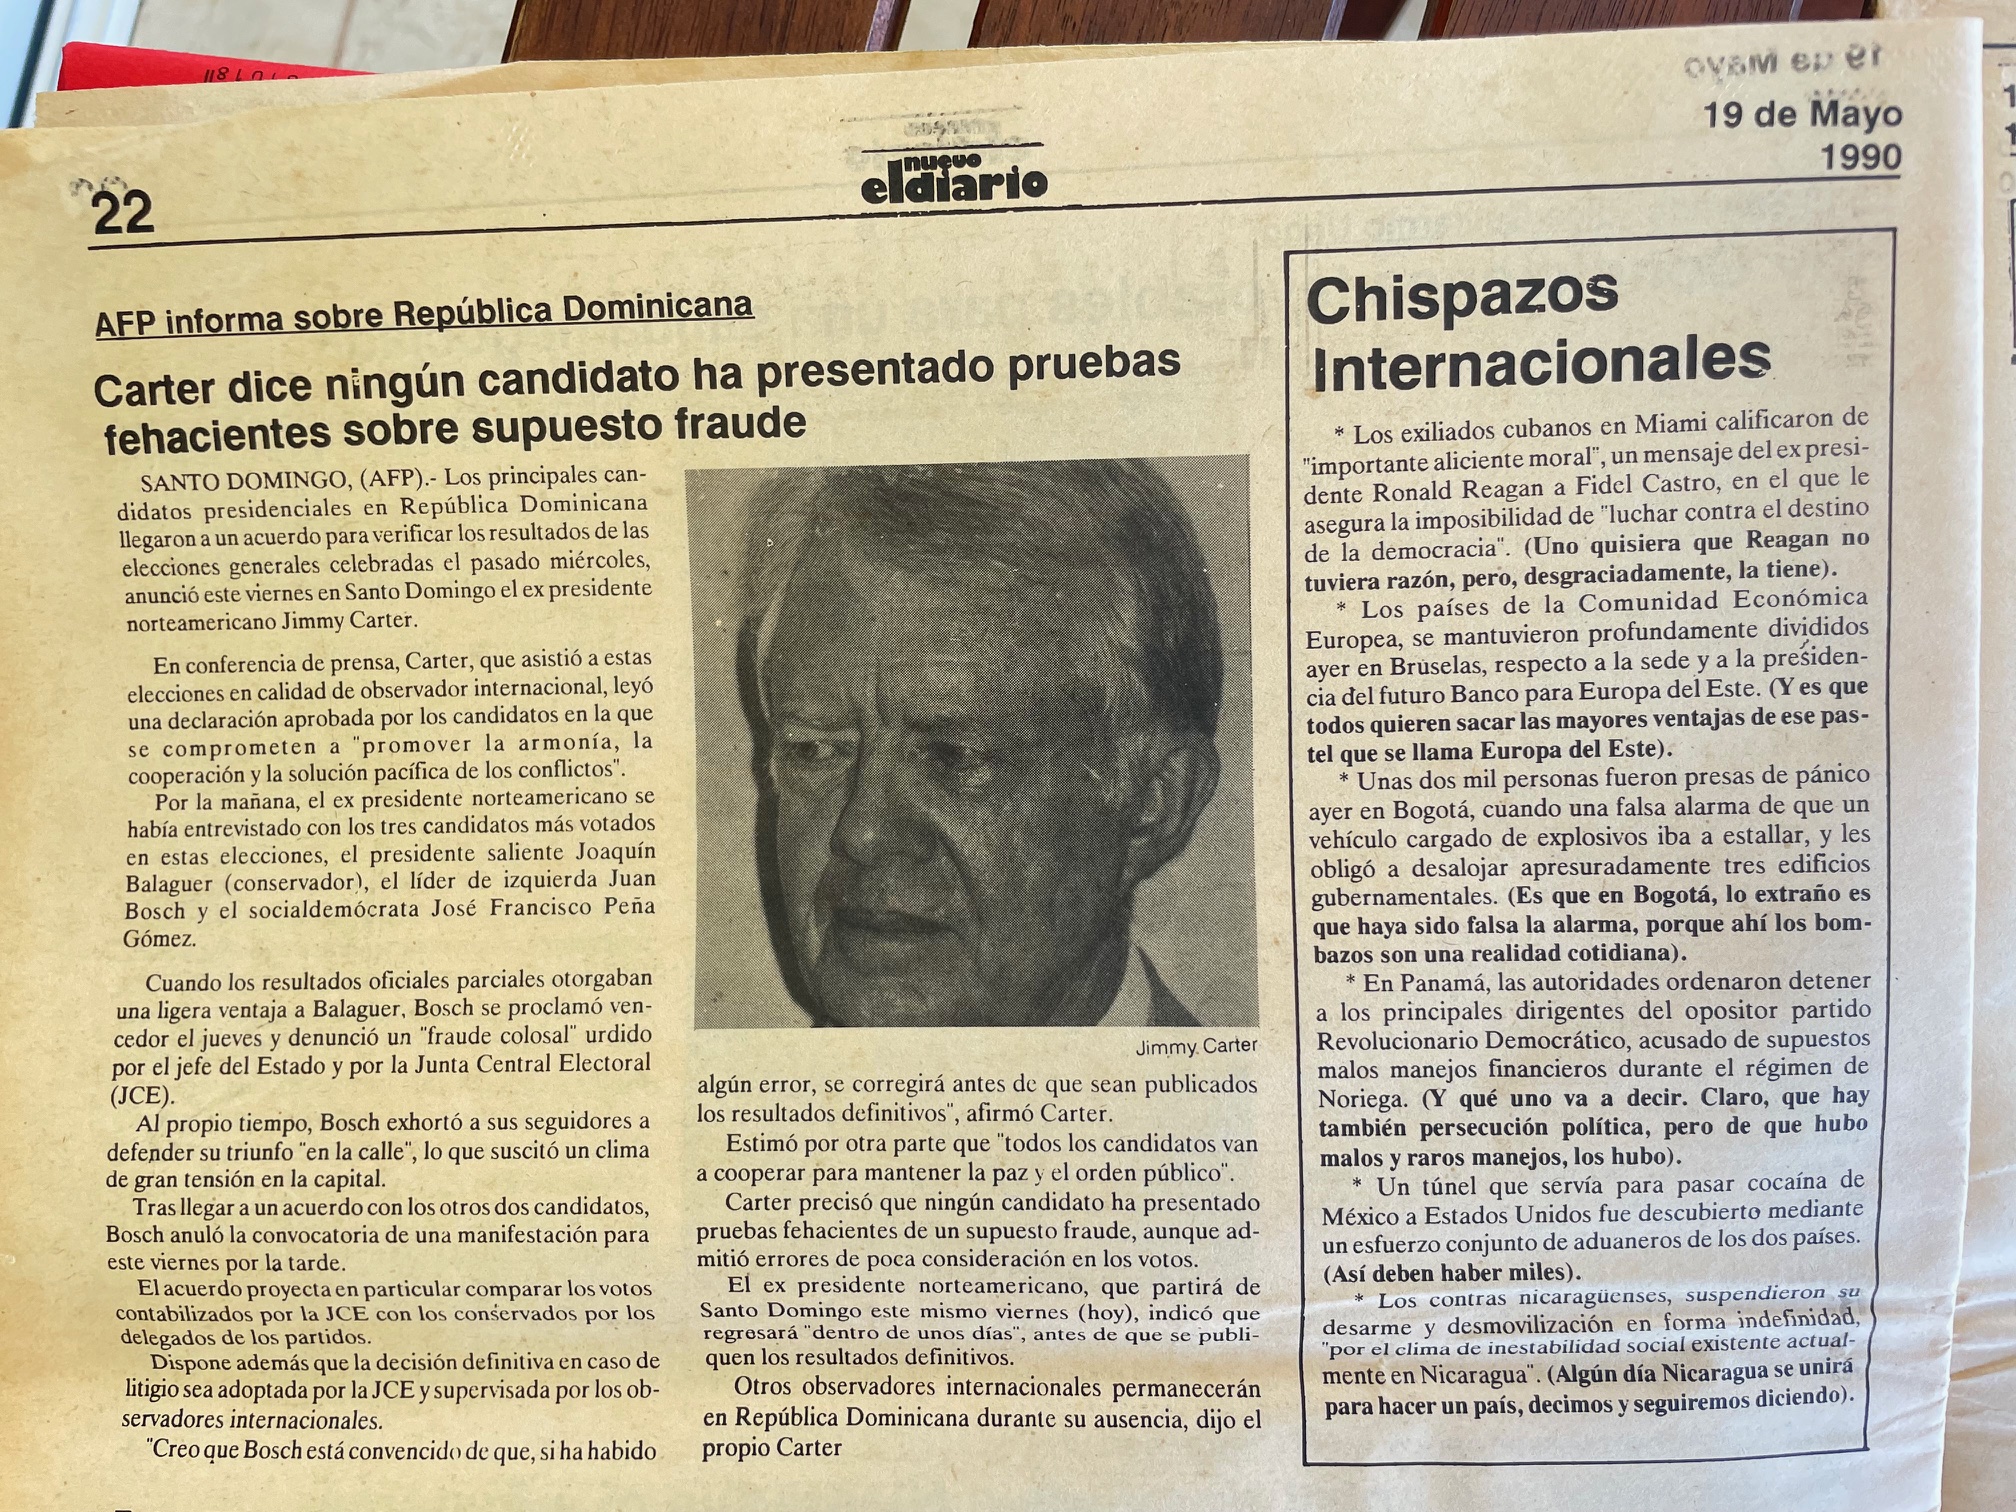 22
nuevo
eldiario
19 de Mayo
1990
AFP informa sobre República Dominicana
Carter dice ningún candidato ha presentado pruebas
fehacientes sobre supuesto fraude
SANTO DOMINGO, (AFP).- Los principales can-
didatos presidenciales en República Dominicana
llegaron a un acuerdo para verificar los resultados de las
elecciones generales celebradas el pasado miércoles,
anunció este viernes en Santo Domingo el ex presidente
norteamericano Jimmy Carter.
En conferencia de prensa, Carter, que asistió a estas
elecciones en calidad de observador internacional, leyó
una declaración aprobada por los candidatos en la que
se comprometen a "promover la armonía, la
cooperación y la solución pacífica de los conflictos".
Por la mañana, el ex presidente norteamericano se
había entrevistado con los tres candidatos más votados
en estas elecciones, el presidente saliente Joaquín
Balaguer (conservador), el líder de izquierda Juan
Bosch y el socialdemócrata José Francisco Peña
Gómez.
Cuando los resultados oficiales parciales otorgaban
una ligera ventaja a Balaguer, Bosch se proclamó ven-
cedor el jueves y denunció un "fraude colosal" urdido
por el jefe del Estado y por la Junta Central Electoral
(JCE).
Al propio tiempo, Bosch exhortó a sus seguidores a
defender su triunfo "en la calle", lo que suscitó un clima
de gran tensión en la capital.
Tras llegar a un acuerdo con los otros dos candidatos,
Bosch anuló la convocatoria de una manifestación para
este viernes por la tarde.
El acuerdo proyecta en particular comparar los votos
contabilizados por la JCE con los conservados por los
delegados de los partidos.
Dispone además que la decisión definitiva en caso de
litigio sea adoptada por la JCE y supervisada por los ob-
servadores internacionales.
"Creo que Bosch está convencido de que, si ha habido
Jimmy Carter
algún error, se corregirá antes de que sean publicados
los resultados definitivos", afirmó Carter.
Estimó por otra parte que "todos los candidatos van
a cooperar para mantener la paz y el orden público".
Carter precisó que ningún candidato ha presentado
pruebas fehacientes de un supuesto fraude, aunque ad-
mitió errores de poca consideración en los votos.
El ex presidente norteamericano, que partirá de
Santo Domingo este mismo viernes (hoy), indicó que
regresará "dentro de unos días", antes de que se publi-
quen los resultados definitivos.
Otros observadores internacionales permanecerán
en República Dominicana durante su ausencia, dijo el
propio Carter
Chispazos
Internacionales
* Los exiliados cubanos en Miami calificaron de
"importante aliciente moral", un mensaje del ex presi-
dente Ronald Reagan a Fidel Castro, en el que le
asegura la imposibilidad de "luchar contra el destino
de la democracia". (Uno quisiera que Reagan no
tuviera razón, pero, desgraciadamente, la tiene).
* Los países de la Comunidad Económica
Europea, se mantuvieron profundamente divididos
ayer en Bruselas, respecto a la sede y a la presiden-
cia del futuro Banco para Europa del Este. (Y es que
todos quieren sacar las mayores ventajas de ese pas-
tel que se llama Europa del Este).
* Unas dos mil personas fueron presas de pánico
ayer en Bogotá, cuando una falsa alarma de que un
vehículo cargado de explosivos iba a estallar, y les
obligó a desalojar apresuradamente tres edificios
gubernamentales. (Es que en Bogotá, lo extraño es
que haya sido falsa la alarma, porque ahí los bom-
bazos son una realidad cotidiana).
* En Panamá, las autoridades ordenaron detener
a los principales dirigentes del opositor partido
Revolucionario Democrático, acusado de supuestos
malos manejos financieros durante el régimen de
Noriega. (Y qué uno va a decir. Claro, que hay
también persecución política, pero de que hubo
malos y raros manejos, los hubo).
* Un túnel que servía para pasar cocaína de
México a Estados Unidos fue descubierto mediante
un esfuerzo conjunto de aduaneros de los dos países.
(Así deben haber miles).
* Los contras nicaragüenses, suspendieron su
desarme y desmovilización en forma indefinidad,
"por el clima de inestabilidad social existente actual-
mente en Nicaragua". (Algún día Nicaragua se unirá
para hacer un país, decimos y seguiremos diciendo).